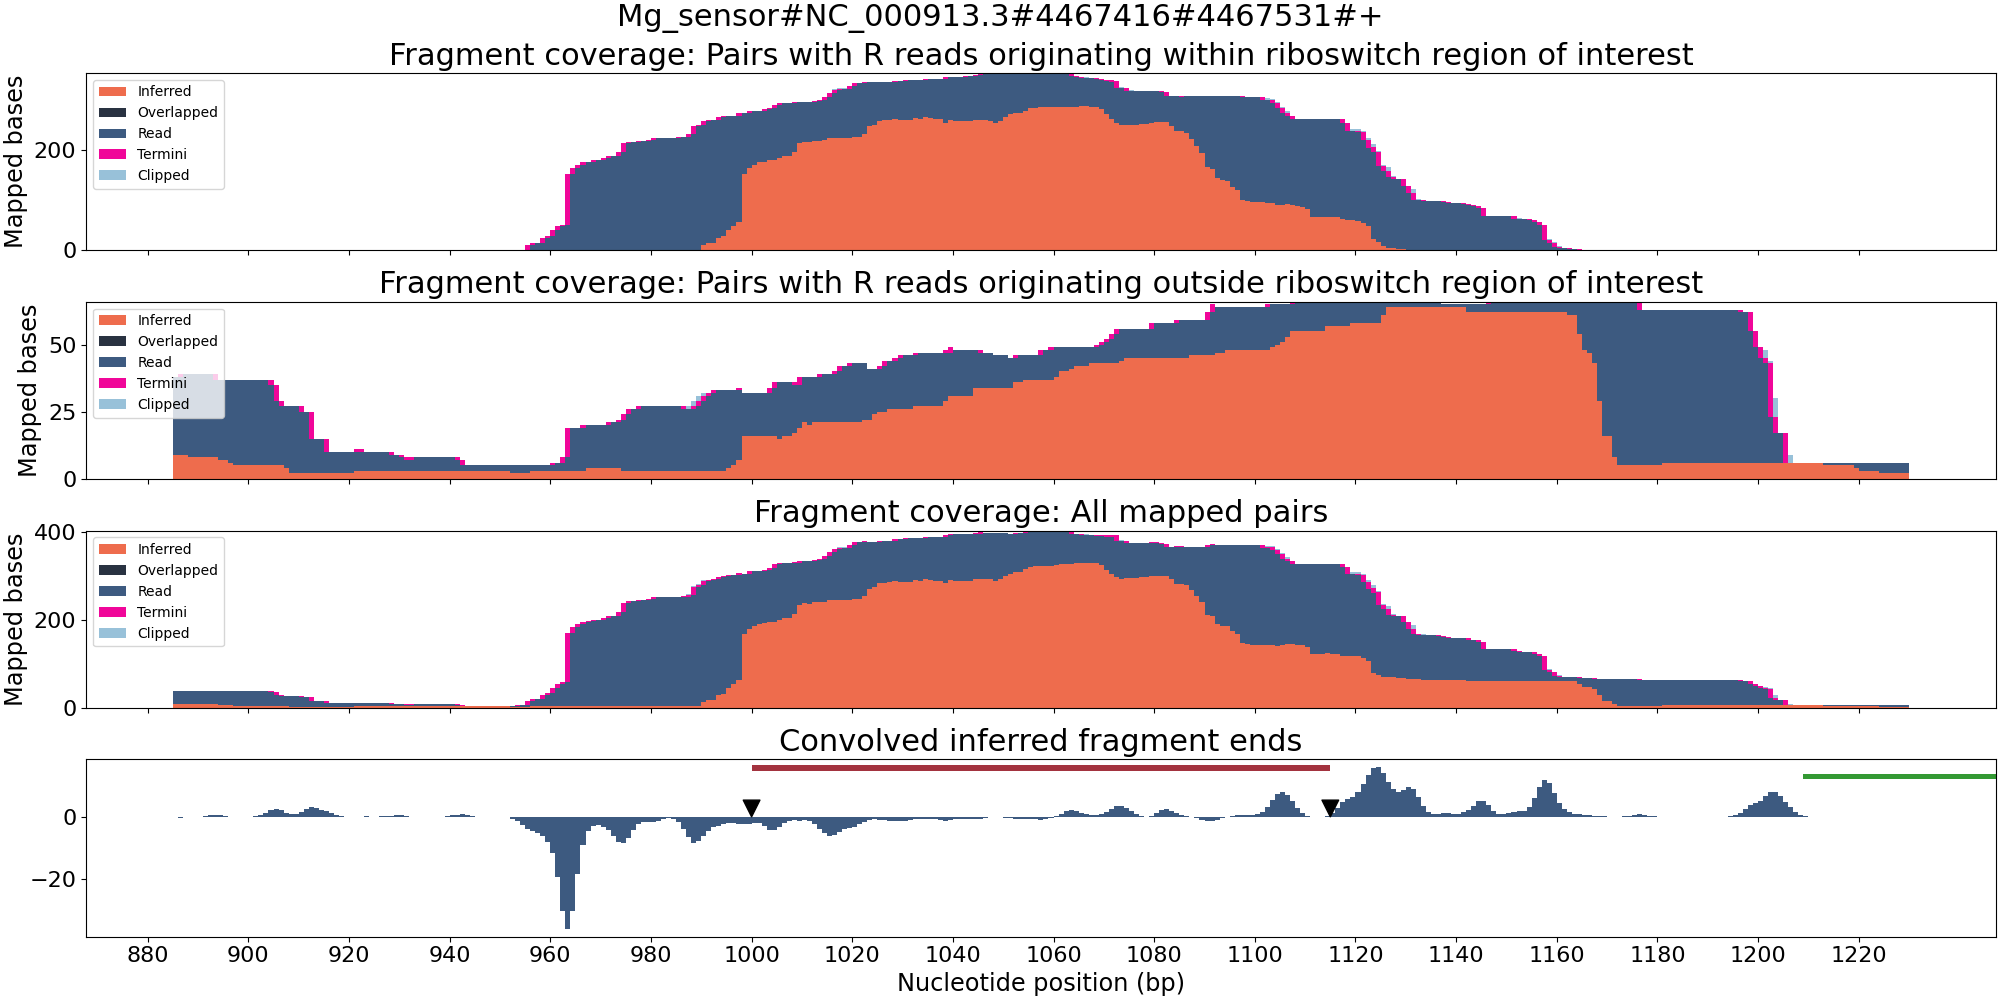 Mg_sensor#NC_000913.3#4467416#4467531#+
Fragment coverage: Pairs with R reads originating within riboswitch region of interest
Mapped bases
200
0
Inferred
Overlapped
Read
Termini
Clipped
Fragment coverage: Pairs with R reads originating outside riboswitch region of interest
Mapped bases
50
25
0
Inferred
Overlapped
Read
Termini
Clipped
Fragment coverage: All mapped pairs
Mapped bases
400
200
0
Inferred
Overlapped
Read
Termini
Clipped
Convolved inferred fragment ends
0
−20
880 900 920 940 960 980 1000 1020 1040 1060 1080 1100 1120 1140 1160 1180 1200 1220
Nucleotide position (bp)